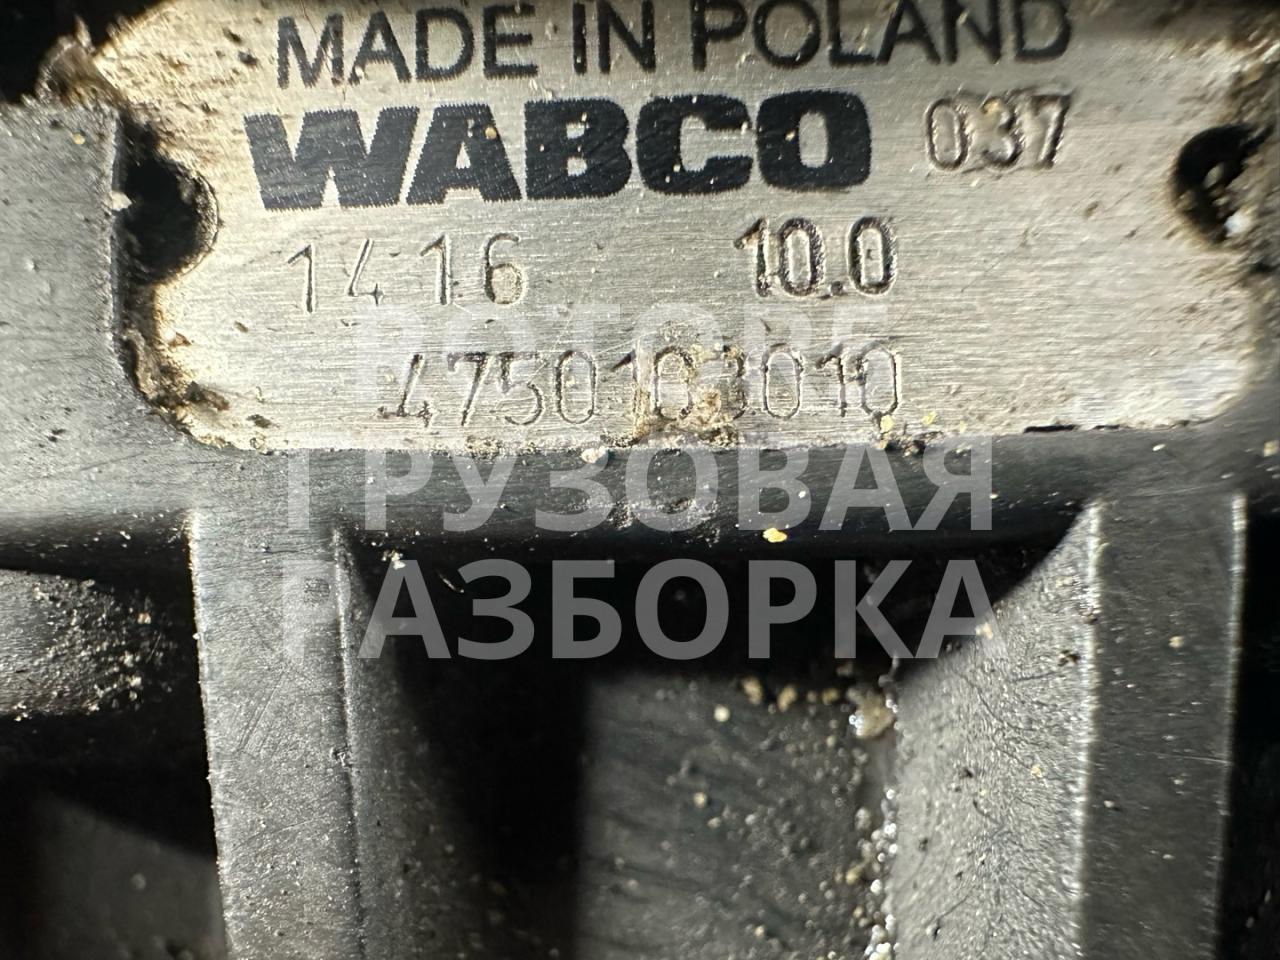 MADE IN POLAND
WABCO 037
1416 10.0
4750103010
ГРУЗОВАЯ
РАЗБОРКА